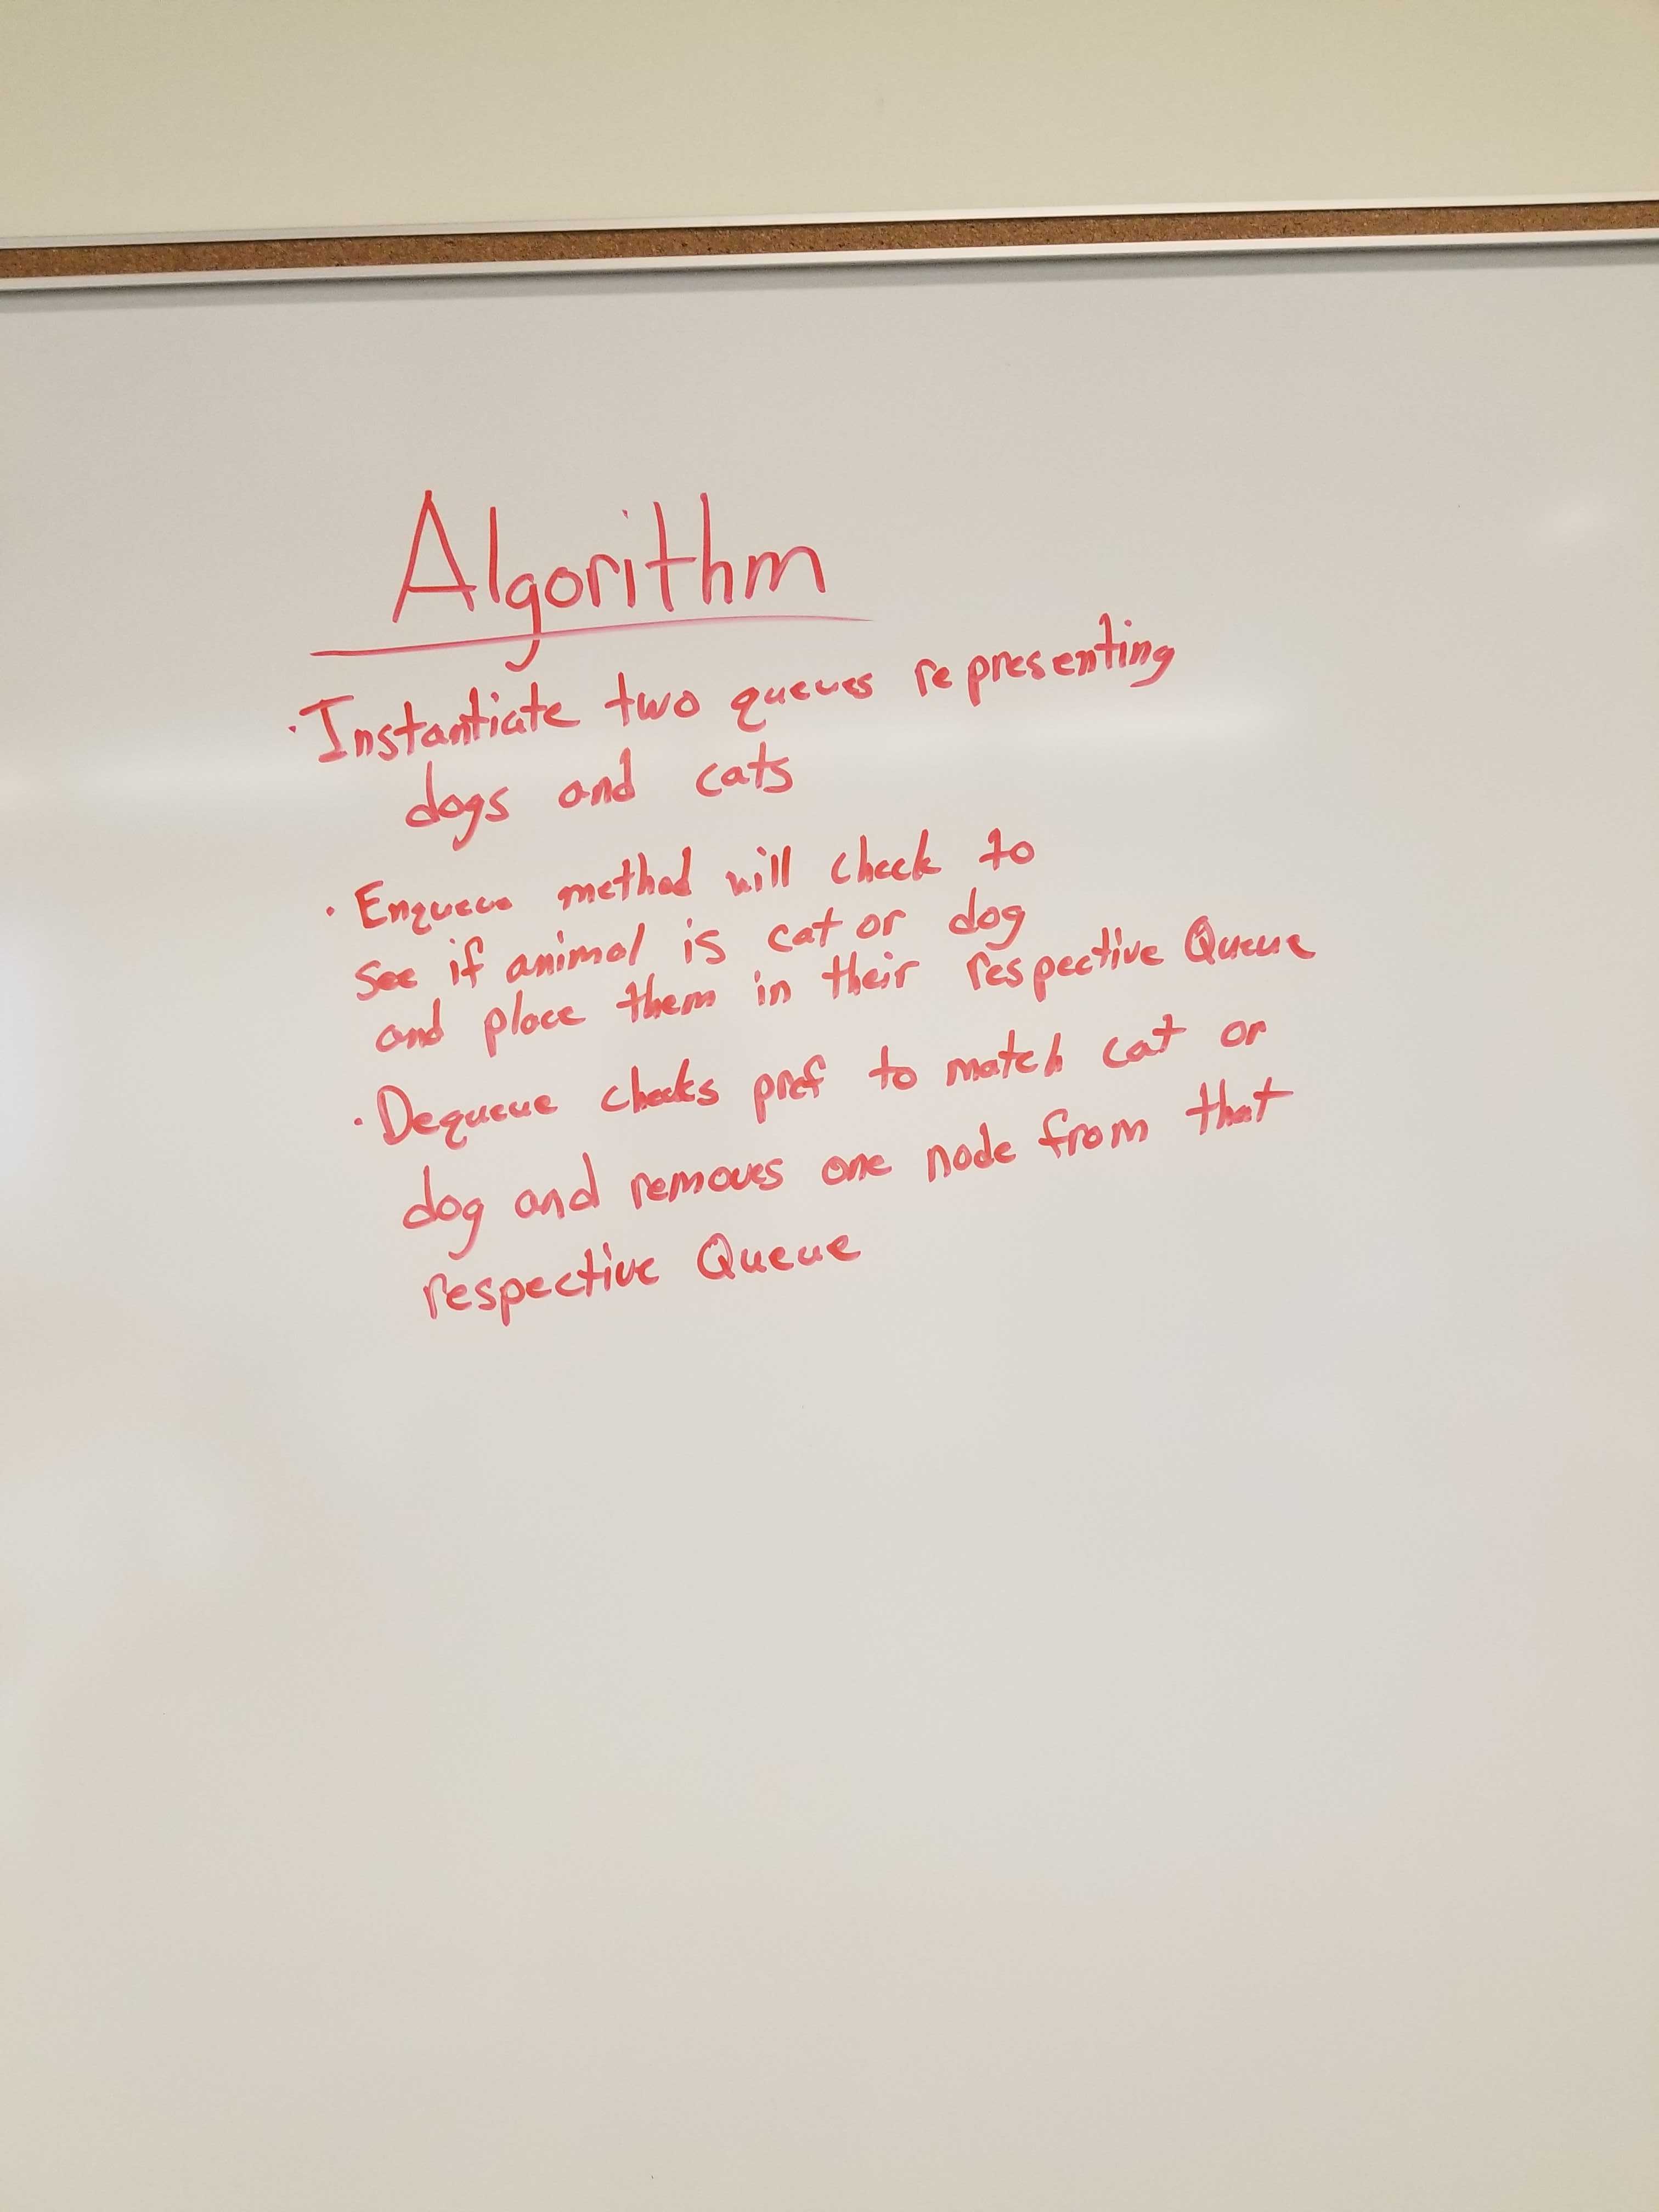 Algorithm
· Instantiate two queues representing
dogs and cats
· Enqueue method will check to
see if animal is cat or dog
and place them in their respective Queue
· Dequeue checks pref to match cat or
dog and removes one node from that
respective Queue